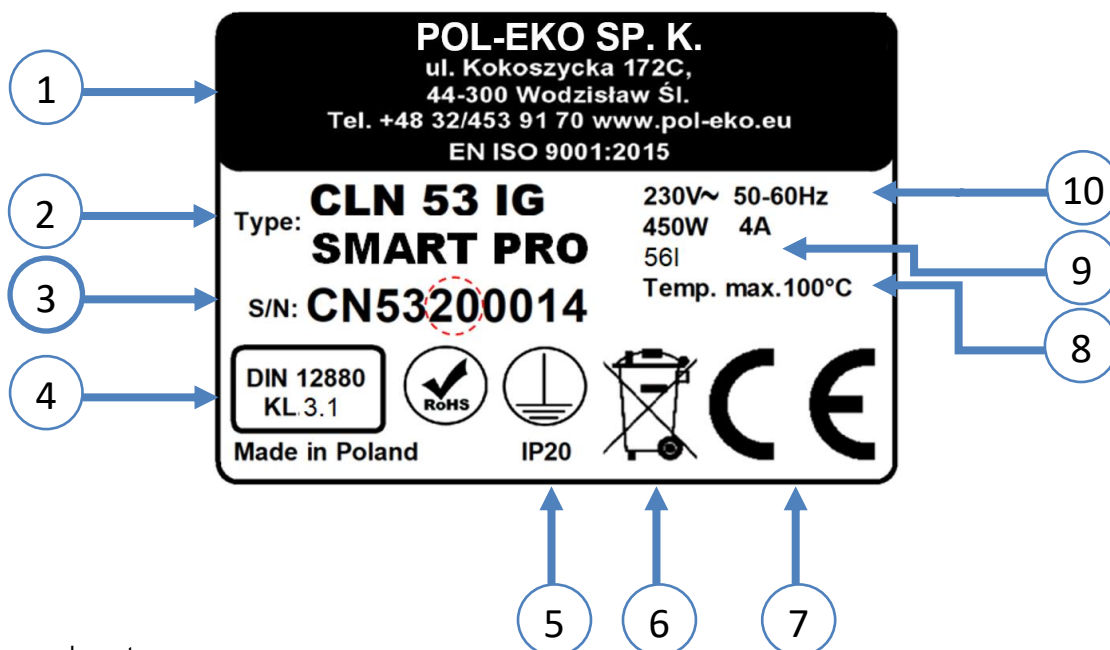 POL-EKO SP. K.
ul. Kokoszycka 172C,
44-300 Wodzisław Śl.
Tel. +48 32/453 91 70 www.pol-eko.eu
EN ISO 9001:2015
1
2
3
4
Type: CLN 53 IG
SMART PRO
S/N: CN53200014
230V~ 50-60Hz
450W 4A
56l
Temp. max.100°C
10
9
8
DIN 12880
KL.3.1
RoHS
Made in Poland
IP20
CE
5
6
7